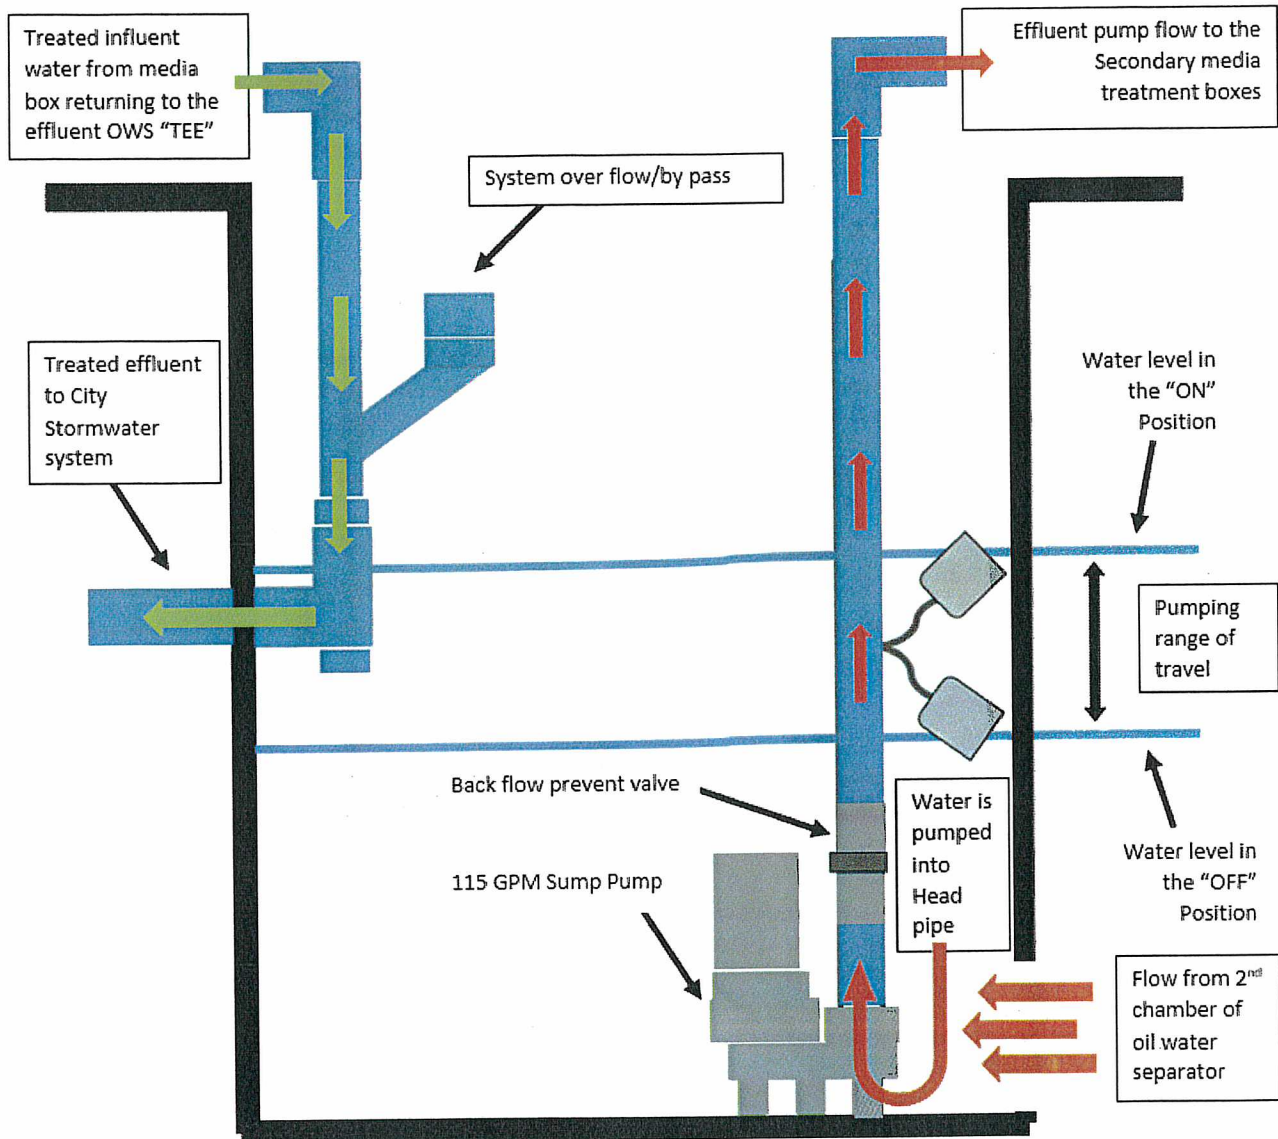 Treated influent
water from media
box returning to the
effluent OWS "TEE"
Effluent pump flow to the
Secondary media
treatment boxes
System over flow/by pass
Treated effluent
to City
Stormwater
system
Water level in
the "ON"
Position
Pumping
range of
travel
Back flow prevent valve
Water is
pumped
into
Head
pipe
115 GPM Sump Pump
Water level in
the "OFF"
Position
Flow from 2nd
chamber of
oil water
separator